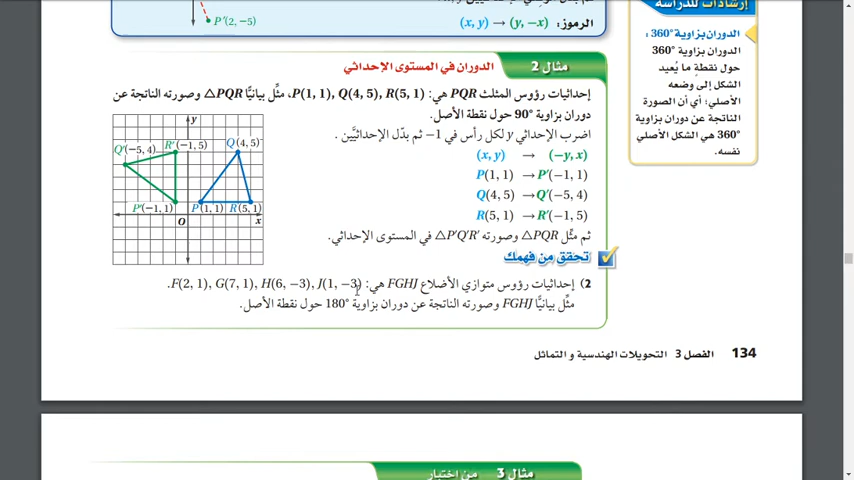 P′(2, −5)
الرموز: (x, y) → (y, −x)
إرشادات للدراسة
الدوران بزاوية 360° :
الدوران بزاوية 360°
حول نقطةٍ ما يُعيد
الشكل إلى وضعه
الأصلي؛ أي أن الصورة
الناتجة عن دوران بزاوية
360° هي الشكل الأصلي
نفسه.
مثال 2 الدوران في المستوى الإحداثي
إحداثيات رؤوس المثلث PQR هي: P(1, 1), Q(4, 5), R(5, 1)، مثِّل بيانيًّا △PQR وصورته الناتجة عن
دوران بزاوية 90° حول نقطة الأصل.
اضرب الإحداثي y لكل رأس في 1− ثم بدّل الإحداثيَّين .
(x, y) → (−y, x)
P(1, 1) → P′(−1, 1)
Q(4, 5) → Q′(−5, 4)
R(5, 1) → R′(−1, 5)
ثم مثّل △PQR وصورته △P′Q′R′ في المستوى الإحداثي.
y
Q′(−5, 4) R′(−1, 5) Q(4, 5)
P′(−1, 1) P(1, 1) R(5, 1)
O x
تحقق من فهمك
2) إحداثيات رؤوس متوازي الأضلاع FGHJ هي: F(2, 1), G(7, 1), H(6, −3), J(1, −3).
مثِّل بيانيًّا FGHJ وصورته الناتجة عن دوران بزاوية 180° حول نقطة الأصل.
134 الفصل 3 التحويلات الهندسية و التماثل
مثال 3 من اختبار